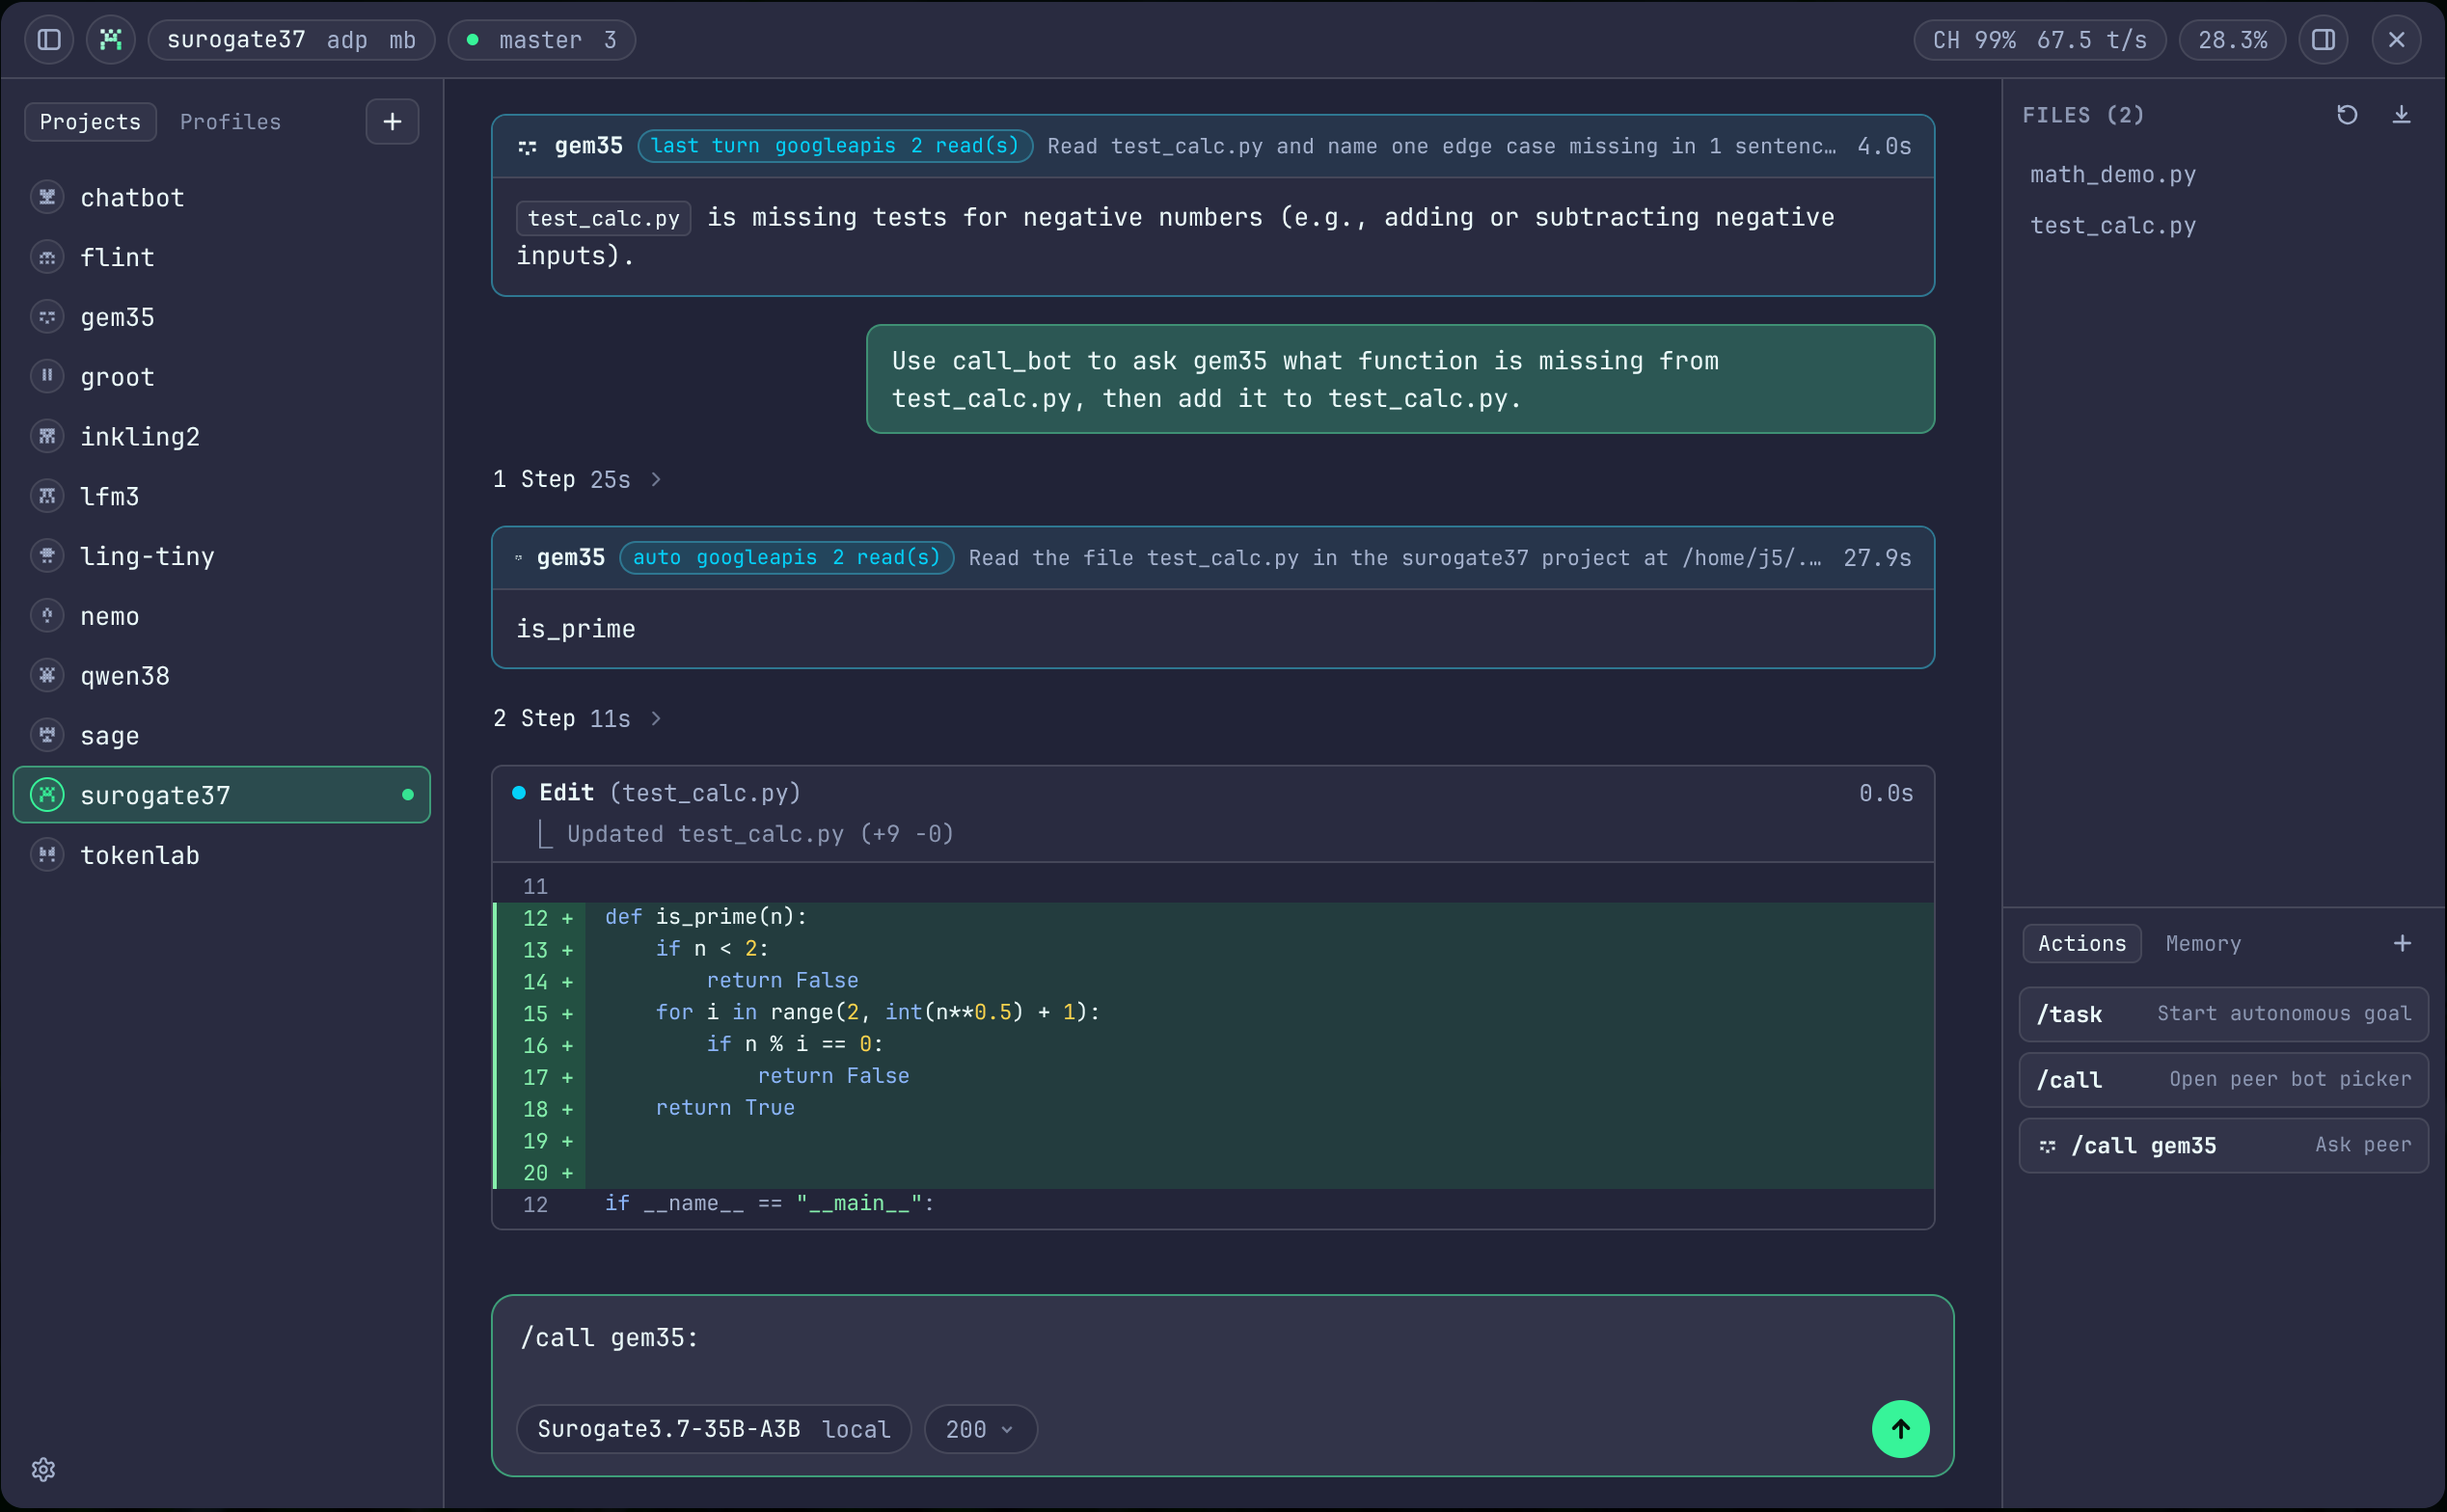 surogate37 adp mb
master 3
CH 99% 67.5 t/s
28.3%
Projects
Profiles
chatbot
flint
gem35
groot
inkling2
lfm3
ling-tiny
nemo
qwen38
sage
surogate37
tokenlab
gem35 last turn googleapis 2 read(s) Read test_calc.py and name one edge case missing in 1 sentenc… 4.0s
test_calc.py is missing tests for negative numbers (e.g., adding or subtracting negative
inputs).
Use call_bot to ask gem35 what function is missing from
test_calc.py, then add it to test_calc.py.
1 Step 25s
gem35 auto googleapis 2 read(s) Read the file test_calc.py in the surogate37 project at /home/j5/.… 27.9s
is_prime
2 Step 11s
Edit (test_calc.py) 0.0s
Updated test_calc.py (+9 -0)
11
12 + def is_prime(n):
13 +     if n < 2:
14 +         return False
15 +     for i in range(2, int(n**0.5) + 1):
16 +         if n % i == 0:
17 +             return False
18 +     return True
19 +
20 +
12 if __name__ == "__main__":
/call gem35:
Surogate3.7-35B-A3B local
200
FILES (2)
math_demo.py
test_calc.py
Actions
Memory
/task Start autonomous goal
/call Open peer bot picker
/call gem35 Ask peer